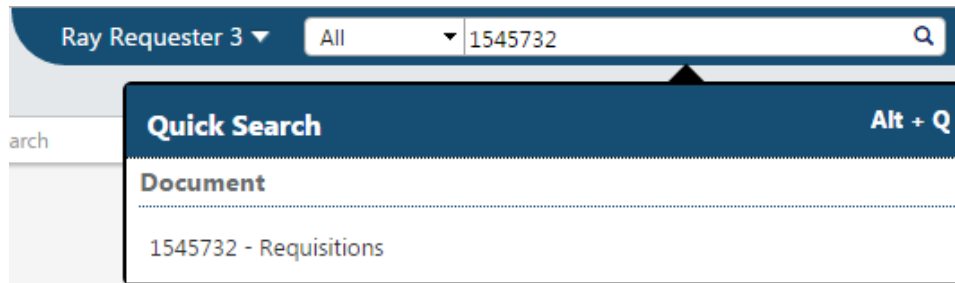 Ray Requester 3 All 1545732
Quick Search Alt + Q
arch
Document
1545732 - Requisitions